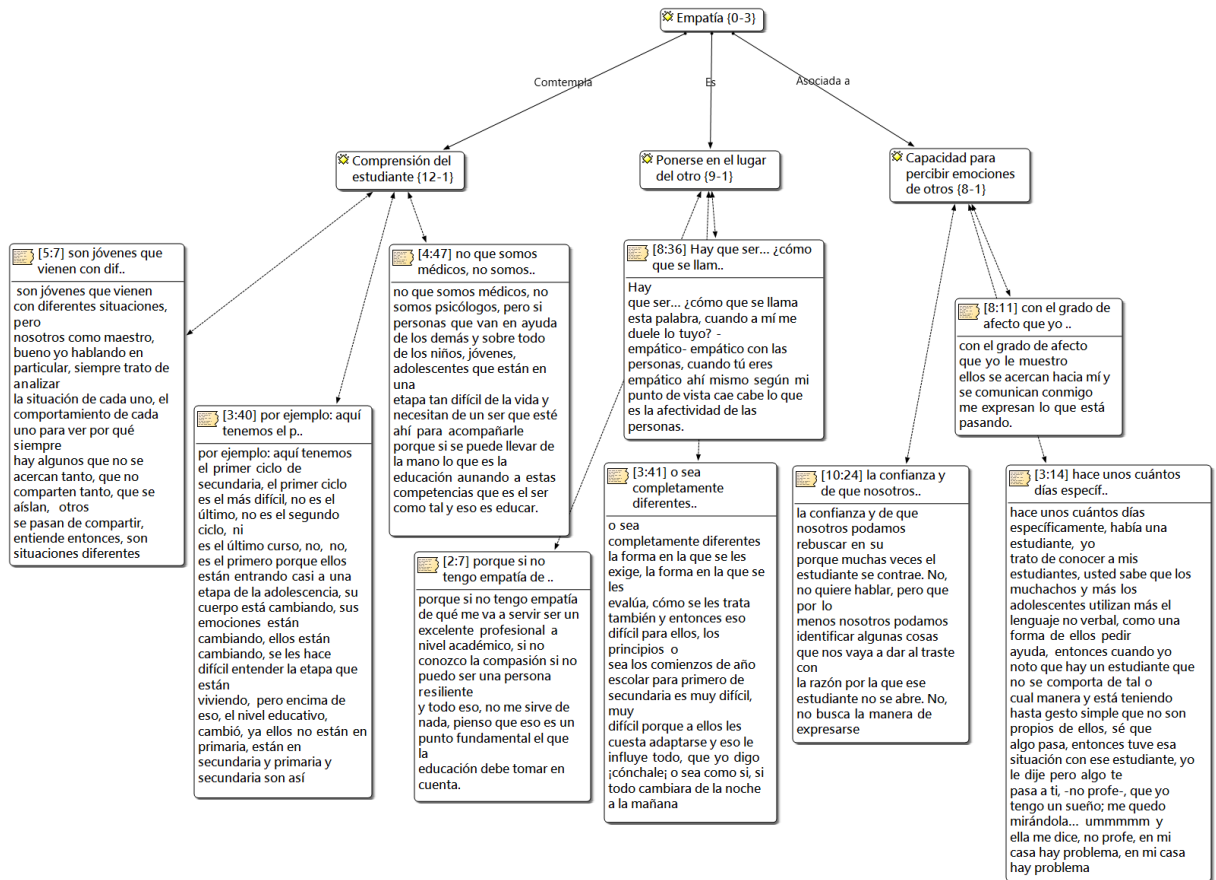 Empatía {0-3}
Comtempla
Es
Asociada a
Comprensión del
estudiante {12-1}
Ponerse en el lugar
del otro {9-1}
Capacidad para
percibir emociones
de otros {8-1}
[5:7] son jóvenes que
vienen con dif..
son jóvenes que vienen
con diferentes situaciones,
pero
nosotros como maestro,
bueno yo hablando en
particular, siempre trato de
analizar
la situación de cada uno, el
comportamiento de cada
uno para ver por qué
siempre
hay algunos que no se
acercan tanto, que no
comparten tanto, que se
aíslan, otros
se pasan de compartir,
entiende entonces, son
situaciones diferentes
[3:40] por ejemplo: aquí
tenemos el p..
por ejemplo: aquí tenemos
el primer ciclo de
secundaria, el primer ciclo
es el más difícil, no es el
último, no es el segundo
ciclo, ni
es el último curso, no, no,
es el primero porque ellos
están entrando casi a una
etapa de la adolescencia, su
cuerpo está cambiando, sus
emociones están
cambiando, ellos están
cambiando, se les hace
difícil entender la etapa que
están
viviendo, pero encima de
eso, el nivel educativo,
cambió, ya ellos no están en
primaria, están en
secundaria y primaria y
secundaria son así
[4:47] no que somos
médicos, no somos..
no que somos médicos, no
somos psicólogos, pero si
personas que van en ayuda
de los demás y sobre todo
de los niños, jóvenes,
adolescentes que están en
una
etapa tan difícil de la vida y
necesitan de un ser que esté
ahí para acompañarle
porque si se puede llevar de
la mano lo que es la
educación aunando a estas
competencias que es el ser
como tal y eso es educar.
[2:7] porque si no
tengo empatía de ..
porque si no tengo empatía
de qué me va a servir ser un
excelente profesional a
nivel académico, si no
conozco la compasión si no
puedo ser una persona
resiliente
y todo eso, no me sirve de
nada, pienso que eso es un
punto fundamental el que
la
educación debe tomar en
cuenta.
[8:36] Hay que ser... ¿cómo
que se llam..
Hay
que ser... ¿cómo que se llama
esta palabra, cuando a mí me
duele lo tuyo? -
empático- empático con las
personas, cuando tú eres
empático ahí mismo según mi
punto de vista cae cabe lo que
es la afectividad de las
personas.
[3:41] o sea
completamente
diferentes..
o sea
completamente diferentes
la forma en la que se les
exige, la forma en la que se
les
evalúa, cómo se les trata
también y entonces eso
difícil para ellos, los
principios o
sea los comienzos de año
escolar para primero de
secundaria es muy difícil,
muy
difícil porque a ellos les
cuesta adaptarse y eso le
influye todo, que yo digo
¡cónchale¡ o sea como si, si
todo cambiara de la noche
a la mañana
[10:24] la confianza y
de que nosotros..
la confianza y de que
nosotros podamos
rebuscar en su
porque muchas veces el
estudiante se contrae. No,
no quiere hablar, pero que
por lo
menos nosotros podamos
identificar algunas cosas
que nos vaya a dar al traste
con
la razón por la que ese
estudiante no se abre. No,
no busca la manera de
expresarse
[8:11] con el grado de
afecto que yo ..
con el grado de afecto
que yo le muestro
ellos se acercan hacia mí y
se comunican conmigo
me expresan lo que está
pasando.
[3:14] hace unos cuántos
días específ..
hace unos cuántos días
específicamente, había una
estudiante, yo
trato de conocer a mis
estudiantes, usted sabe que los
muchachos y más los
adolescentes utilizan más el
lenguaje no verbal, como una
forma de ellos pedir
ayuda, entonces cuando yo
noto que hay un estudiante que
no se comporta de tal o
cual manera y está teniendo
hasta gesto simple que no son
propios de ellos, sé que
algo pasa, entonces tuve esa
situación con ese estudiante, yo
le dije pero algo te
pasa a ti, -no profe-, que yo
tengo un sueño; me quedo
mirándola... ummmmm y
ella me dice, no profe, en mi
casa hay problema, en mi casa
hay problema